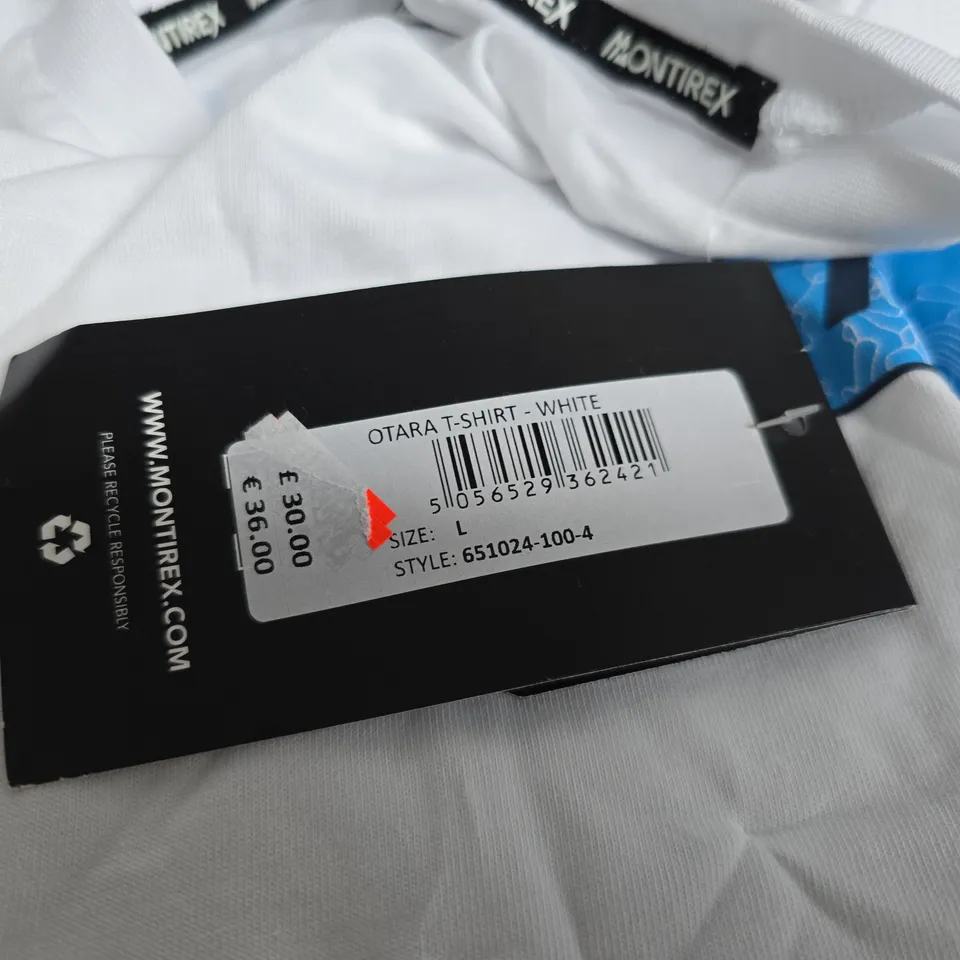 MONTIREX
MONTIREX
WWW.MONTIREX.COM
PLEASE RECYCLE RESPONSIBLY
OTARA T-SHIRT - WHITE
5 056529 362421
SIZE: L
STYLE: 651024-100-4
£ 30.00
€ 36.00